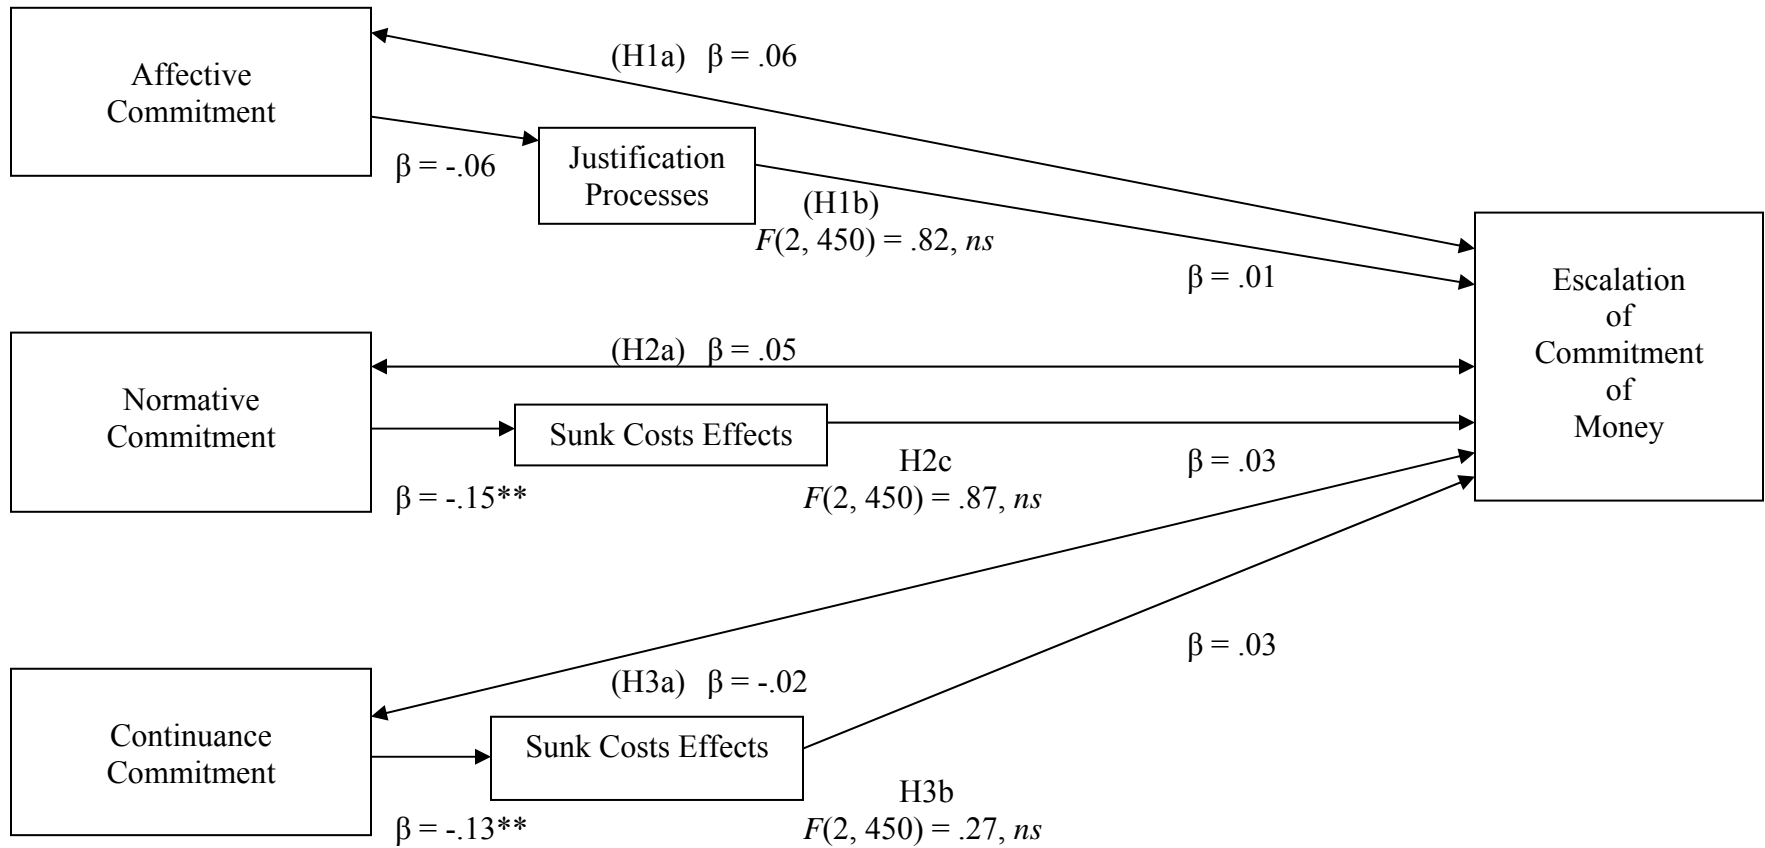 Affective
Commitment
(H1a) β = .06
β = -.06
Justification
Processes
(H1b)
F(2, 450) = .82, ns
β = .01
Normative
Commitment
(H2a) β = .05
β = -.15**
Sunk Costs Effects
H2c
F(2, 450) = .87, ns
β = .03
Escalation
of
Commitment
of
Money
Continuance
Commitment
(H3a) β = -.02
β = -.13**
Sunk Costs Effects
H3b
F(2, 450) = .27, ns
β = .03